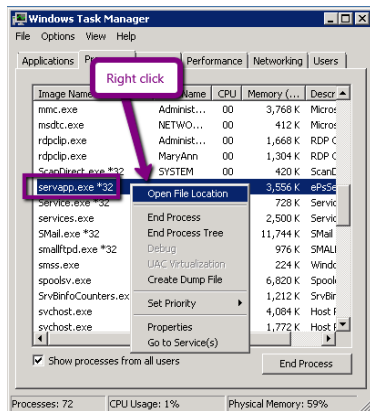 Windows Task Manager
File Options View Help
Applications Pr Performance Networking Users
Right click
Image Name Name CPU Memory (... Descr
mmc.exe Administ... 00 3,768 K Micros
msdtc.exe NETWO... 00 412 K Micros
rdpclip.exe Administ... 00 1,668 K RDP C
rdpclip.exe MaryAnn 00 1,304 K RDP C
ScanDirect.exe *32 SYSTEM 00 420 K ScanD
servapp.exe *32 3,556 K ePsSe
Service.exe *32 728 K Servic
services.exe 2,500 K Servic
SMail.exe *32 11,744 K SMail
smallftpd.exe *32 976 K SMALL
smss.exe 224 K Windo
spoolsv.exe 6,820 K Spool
SrvBinfoCounters.ex 1,212 K SrvBin
svchost.exe 4,084 K Host P
svchost.exe 1,772 K Host P
Open File Location
End Process
End Process Tree
Debug
UAC Virtualization
Create Dump File
Set Priority
Properties
Go to Service(s)
Show processes from all users
End Process
Processes: 72 CPU Usage: 1% Physical Memory: 59%